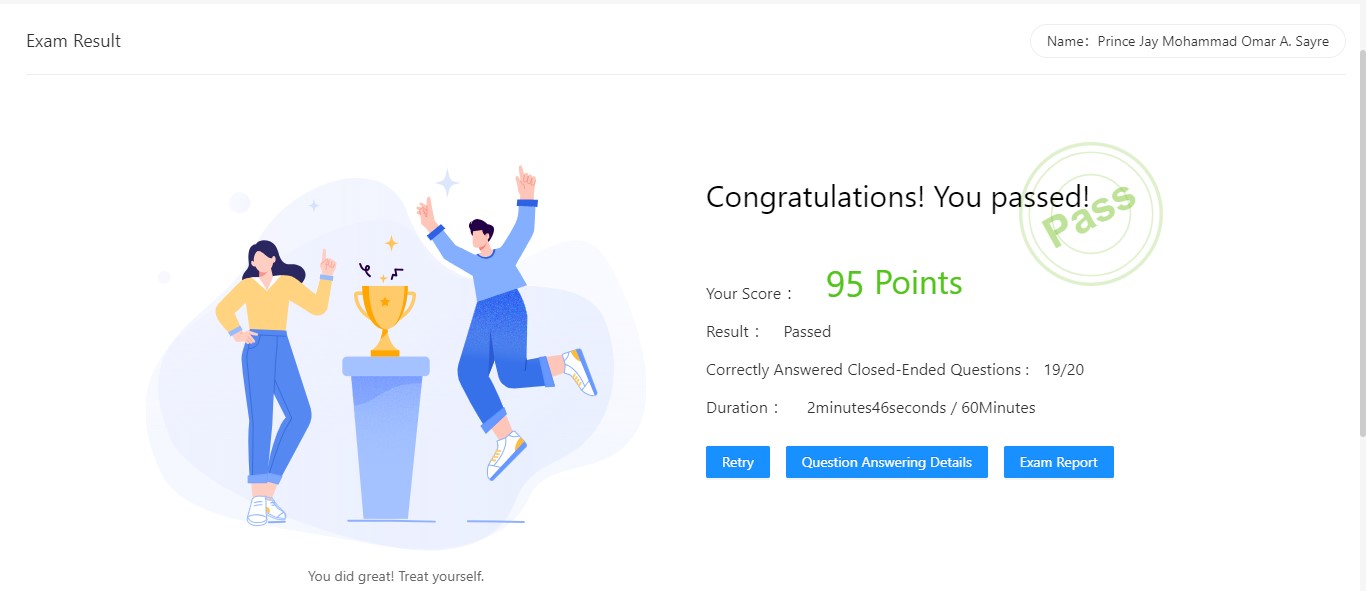 Exam Result
Name： Prince Jay Mohammad Omar A. Sayre
Congratulations! You passed!
Pass
Your Score： 95 Points
Result： Passed
Correctly Answered Closed-Ended Questions： 19/20
Duration： 2minutes46seconds / 60Minutes
Retry
Question Answering Details
Exam Report
You did great! Treat yourself.